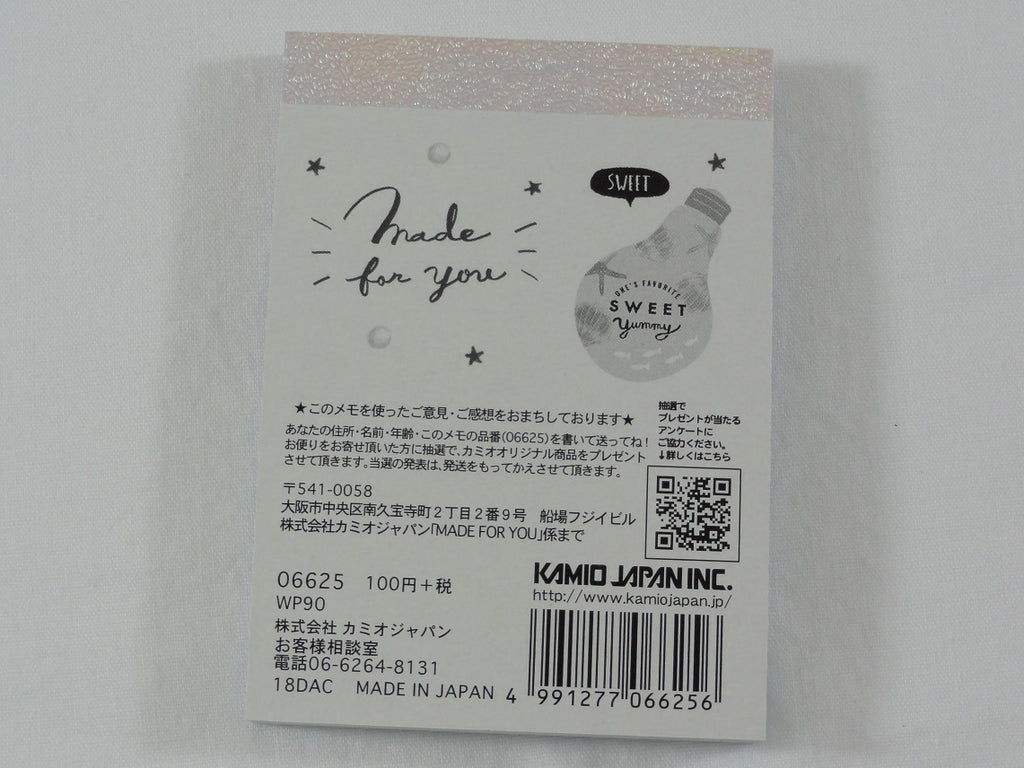 Made
for you
SWEET
ONE'S FAVORITE
SWEET
yummy
★このメモを使ったご意見・ご感想をおまちしております★
あなたの住所・名前・年齢・このメモの品番(06625)を書いて送ってね!
お便りをお寄せ頂いた方に抽選で、カミオオリジナル商品をプレゼント
させて頂きます。当選の発表は、発送をもってかえさせて頂きます。
抽選で
プレゼントが当たる
アンケートに
ご協力ください。
↓詳しくはこちら
〒541-0058
大阪市中央区南久宝寺町2丁目2番9号 船場フジイビル
株式会社カミオジャパン「MADE FOR YOU」係まで
06625 100円+税
WP90
株式会社 カミオジャパン
お客様相談室
電話06-6264-8131
18DAC MADE IN JAPAN
KAMIO JAPAN INC.
http://www.kamiojapan.jp/
4 991277 066256